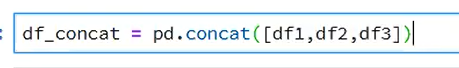 df_concat = pd.concat([df1,df2,df3])